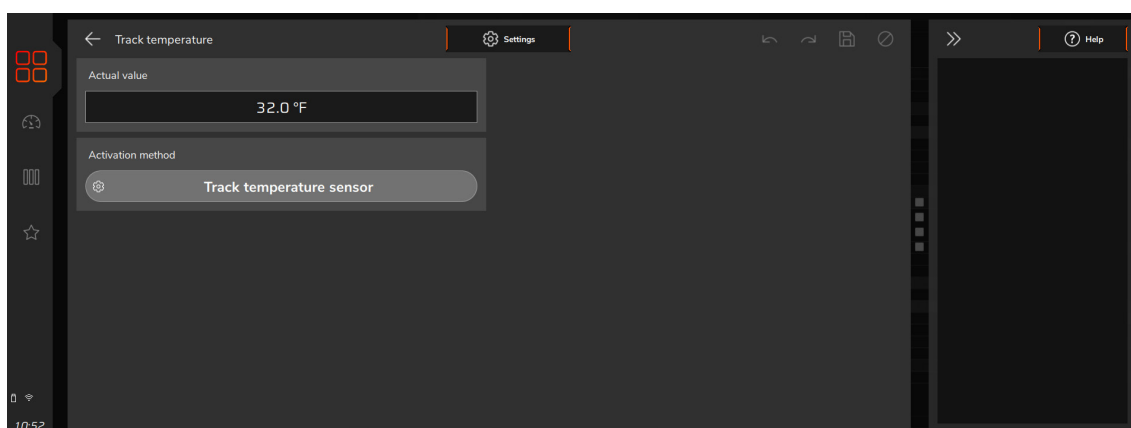 Track temperature
Settings
Help
Actual value
32.0 °F
Activation method
Track temperature sensor
10:52